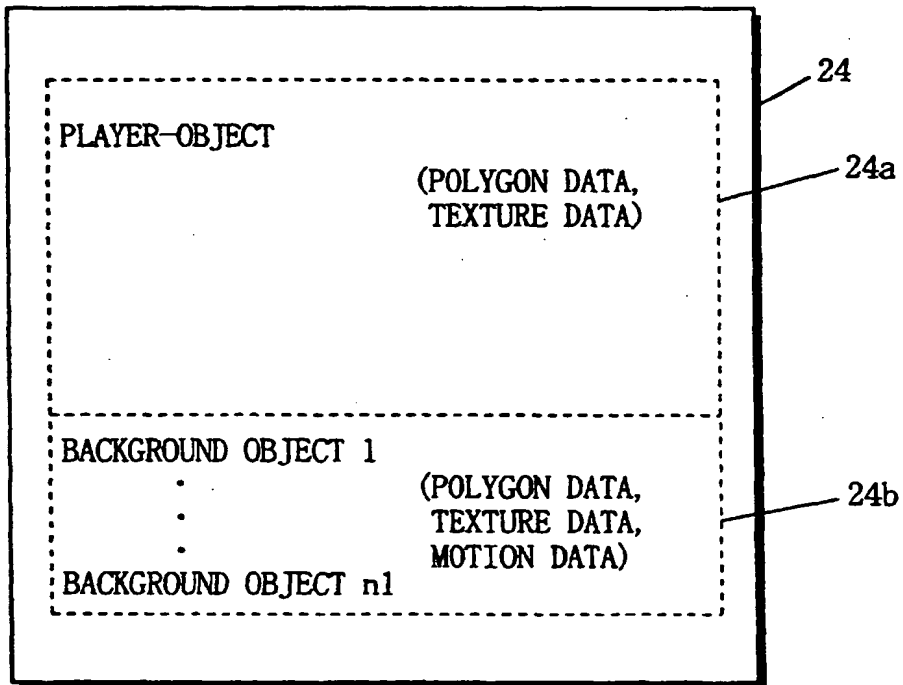 24
PLAYER-OBJECT
24a
(POLYGON DATA,
TEXTURE DATA)
BACKGROUND OBJECT 1
(POLYGON DATA,
24b
TEXTURE DATA,
MOTION DATA)
BACKGROUND OBJECT n1